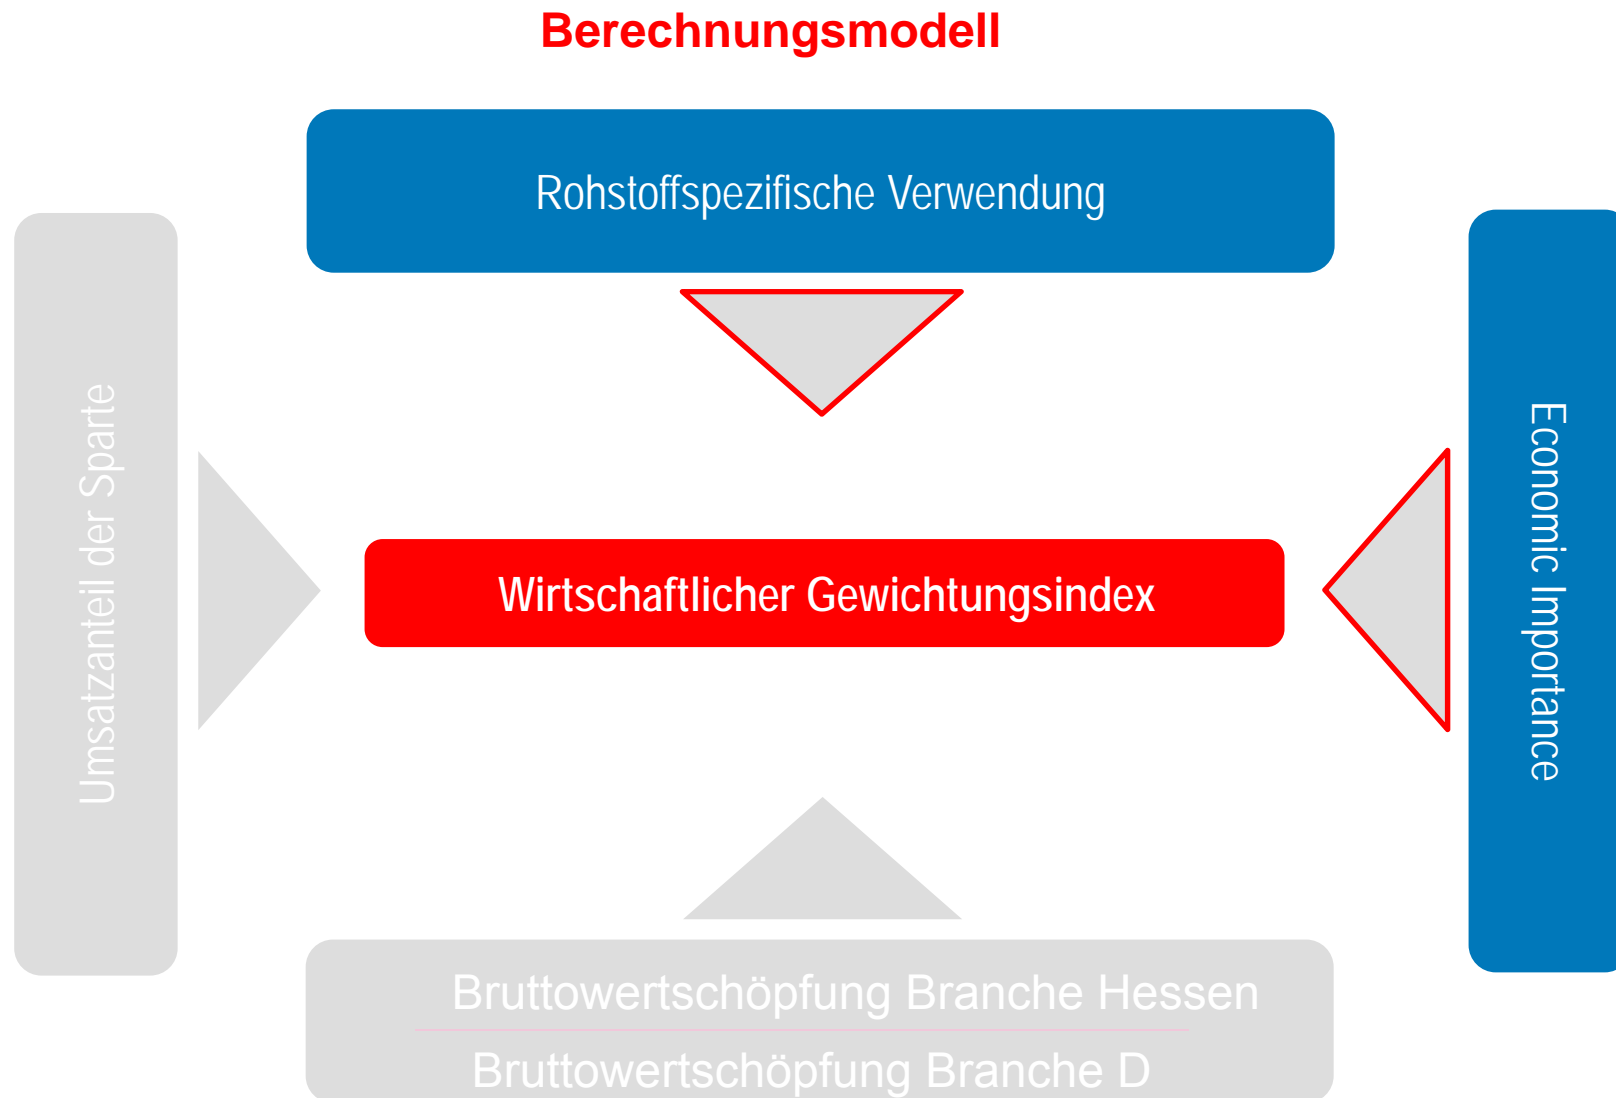 Berechnungsmodell
Rohstoffspezifische Verwendung
Umsatzanteil der Sparte
Economic Importance
Wirtschaftlicher Gewichtungsindex
Bruttowertschöpfung Branche Hessen
Bruttowertschöpfung Branche D